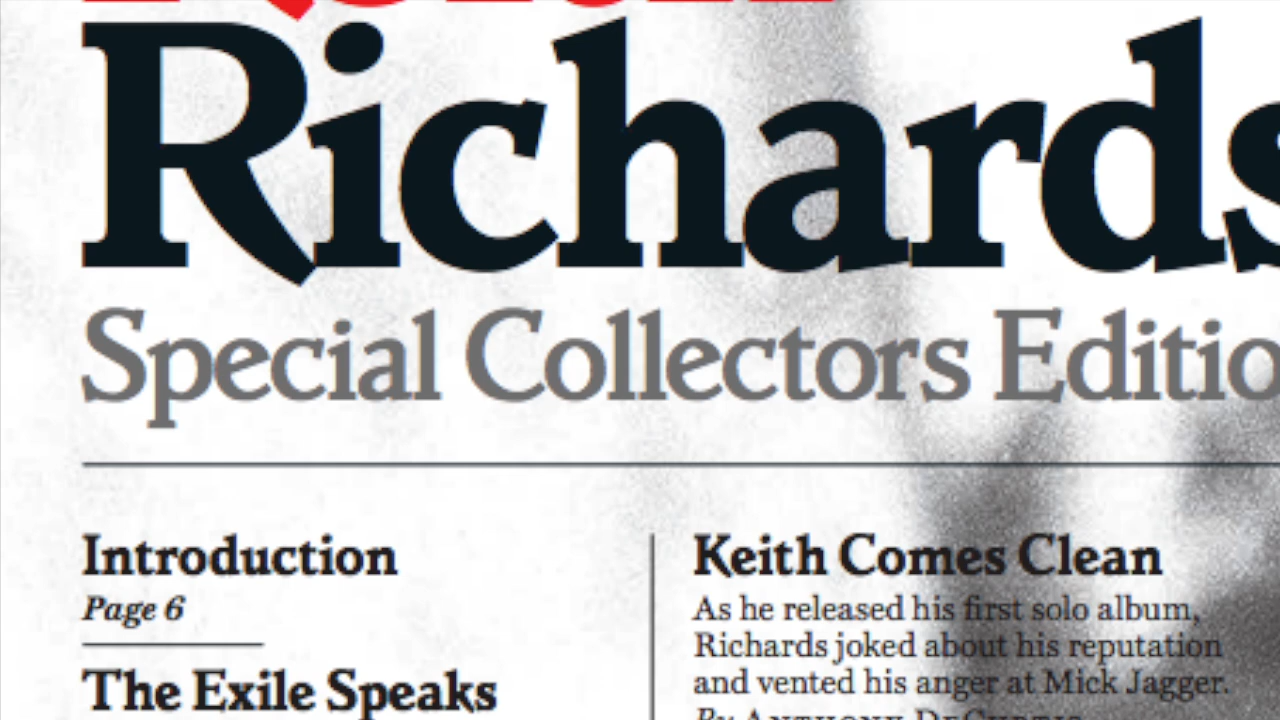 Richards
Special Collectors Editio
Introduction
Page 6
The Exile Speaks
Keith Comes Clean
As he released his first solo album,
Richards joked about his reputation
and vented his anger at Mick Jagger.